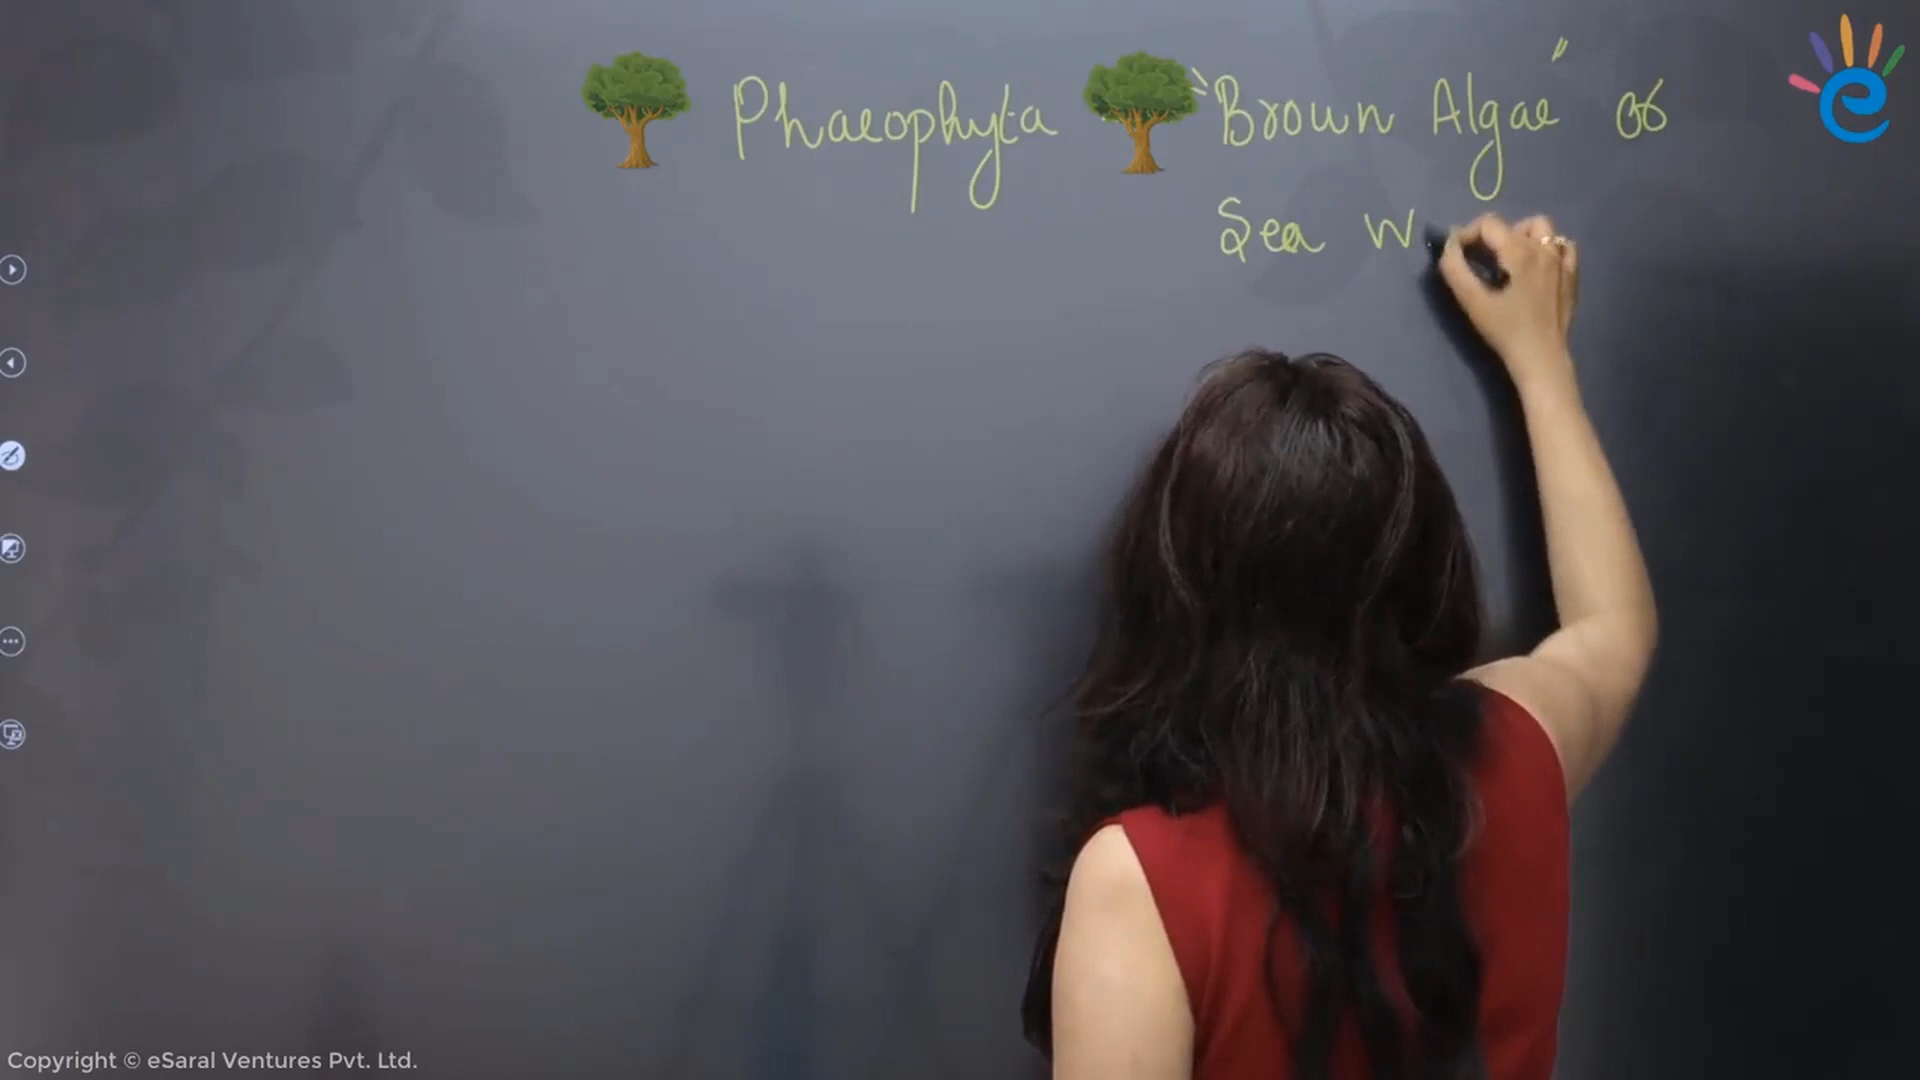 Phaeophyta "Brown Algae" or
Sea W
Copyright © eSaral Ventures Pvt. Ltd.